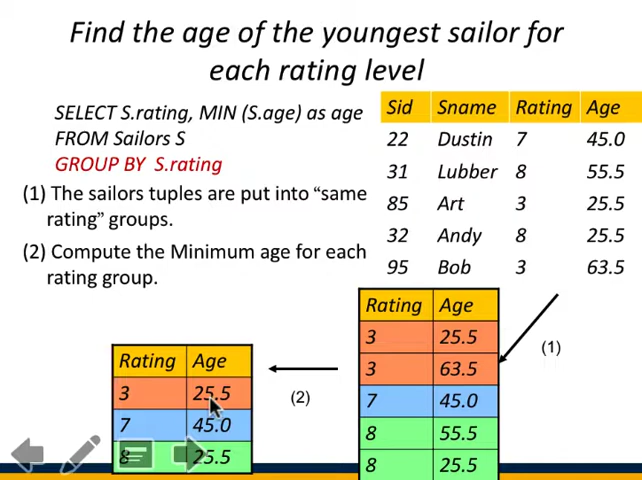 Find the age of the youngest sailor for
each rating level
SELECT S.rating, MIN (S.age) as age
FROM Sailors S
GROUP BY S.rating
(1) The sailors tuples are put into “same
rating” groups.
(2) Compute the Minimum age for each
rating group.
Sid Sname Rating Age
22 Dustin 7 45.0
31 Lubber 8 55.5
85 Art 3 25.5
32 Andy 8 25.5
95 Bob 3 63.5
(1)
Rating Age
3 25.5
3 63.5
7 45.0
8 55.5
8 25.5
(2)
Rating Age
3 25.5
7 45.0
8 25.5